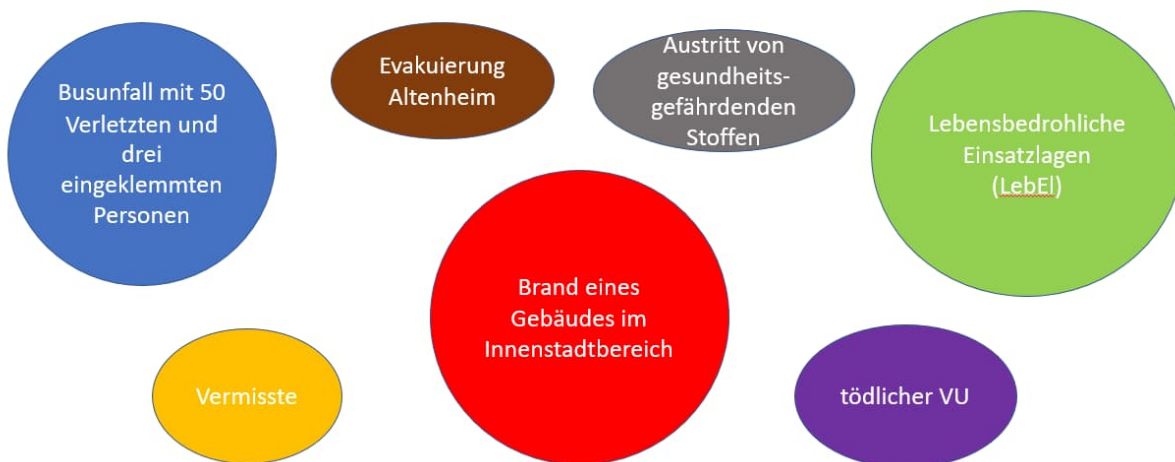 Busunfall mit 50
Verletzten und
drei
eingeklemmten
Personen
Evakuierung
Altenheim
Austritt von
gesundheits-
gefährdenden
Stoffen
Lebensbedrohliche
Einsatzlagen
(LebEl)
Brand eines
Gebäudes im
Innenstadtbereich
Vermisste
tödlicher VU